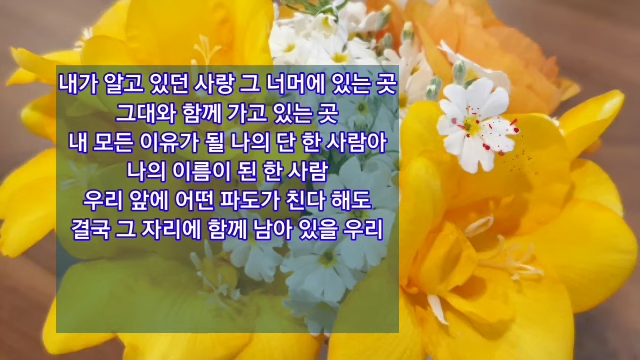 내가 알고 있던 사랑 그 너머에 있는 곳
그대와 함께 가고 있는 곳
내 모든 이유가 될 나의 단 한 사람아
나의 이름이 된 한 사람
우리 앞에 어떤 파도가 친다 해도
결국 그 자리에 함께 남아 있을 우리